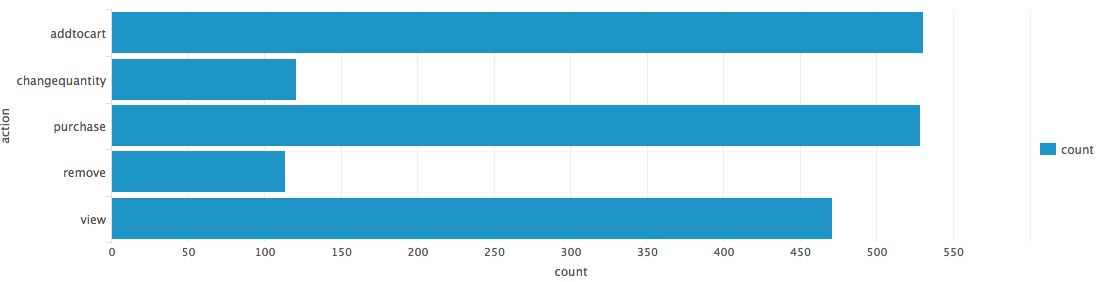 addtocart
changequantity
purchase
remove
view
action
0 50 100 150 200 250 300 350 400 450 500 550
count
count